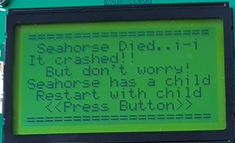 ====================
Seahorse Died..i-i
It crashed!!
But don't worry!
Seahorse has a child
Restart with child
<<Press Button>>
====================